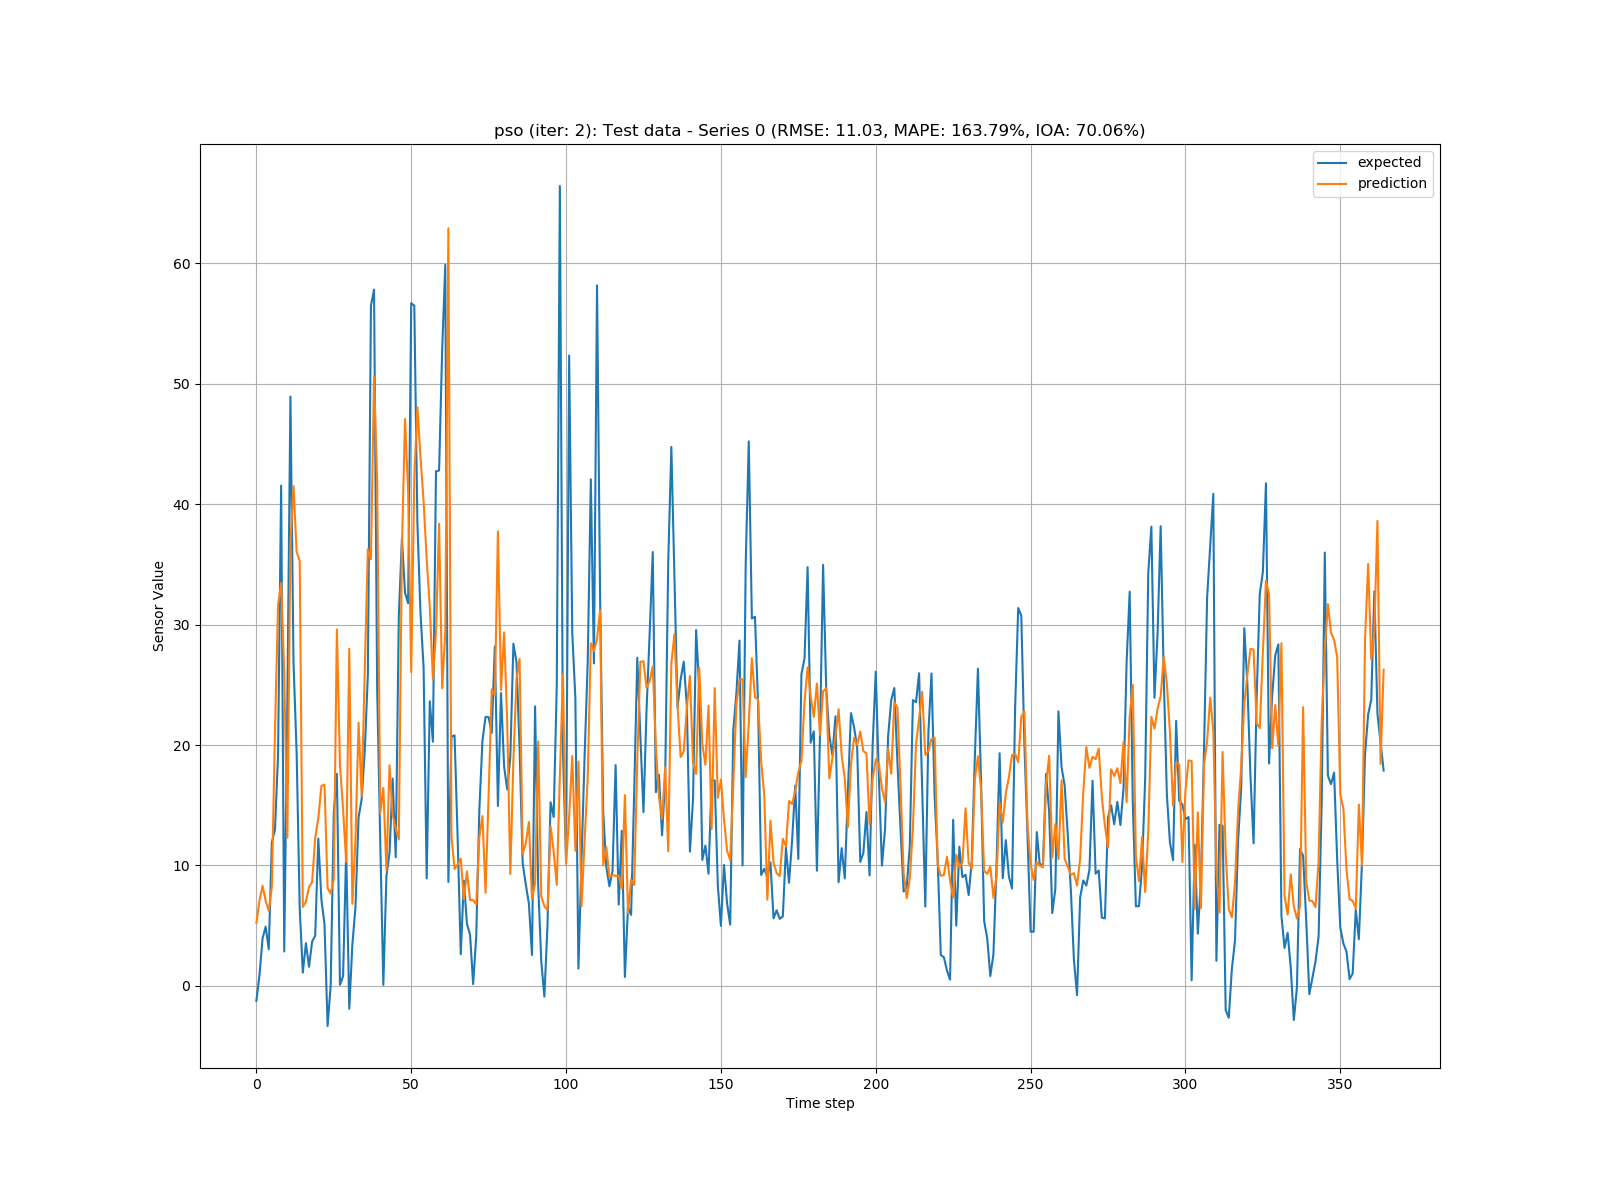 pso (iter: 2): Test data - Series 0 (RMSE: 11.03, MAPE: 163.79%, IOA: 70.06%)
expected
prediction
60
50
40
30
20
10
0
Sensor Value
0 50 100 150 200 250 300 350
Time step